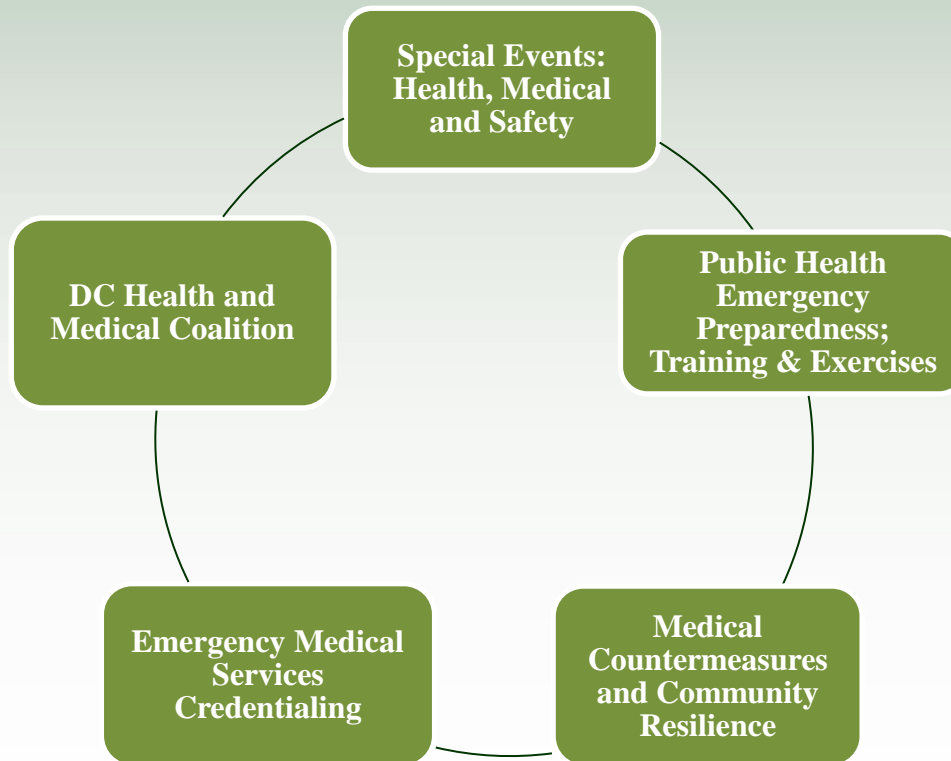 Special Events:
Health, Medical
and Safety
Public Health
Emergency
Preparedness;
Training & Exercises
Medical
Countermeasures
and Community
Resilience
Emergency Medical
Services
Credentialing
DC Health and
Medical Coalition